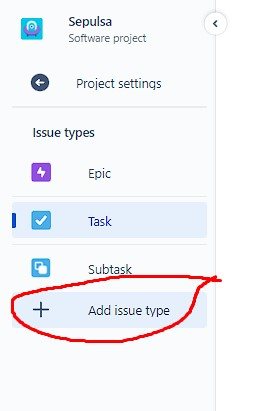 Sepulsa
Software project
Project settings
Issue types
Epic
Task
Subtask
Add issue type